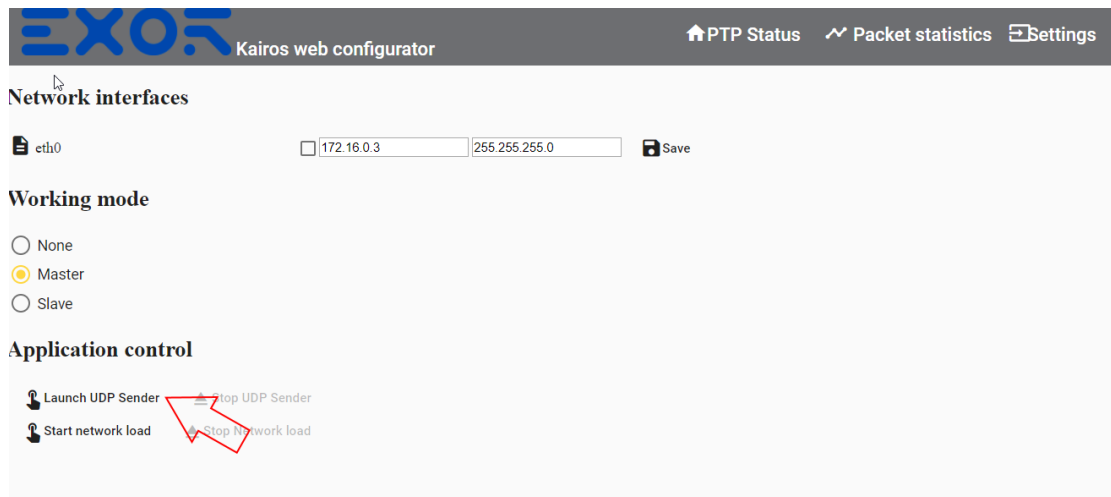 EXOR Kairos web configurator PTP Status Packet statistics Settings
Network interfaces
eth0 172.16.0.3 255.255.255.0 Save
Working mode
None
Master
Slave
Application control
Launch UDP Sender Stop UDP Sender
Start network load Stop Network load